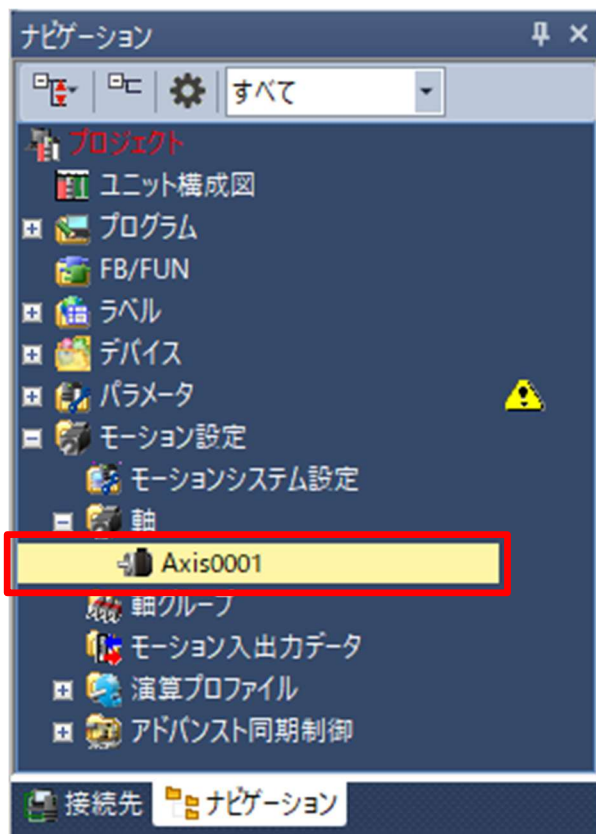 ナビゲーション
すべて
プロジェクト
ユニット構成図
プログラム
FB/FUN
ラベル
デバイス
パラメータ
モーション設定
モーションシステム設定
軸
Axis0001
軸グループ
モーション入出力データ
演算プロファイル
アドバンスト同期制御
接続先 ナビゲーション